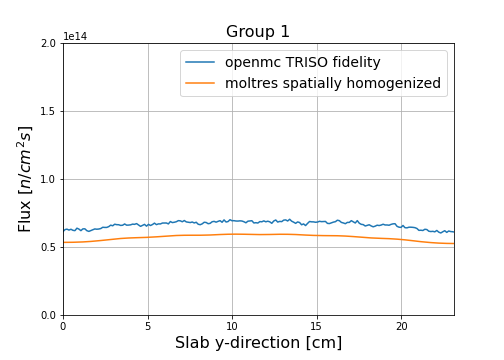 Group 1
1e14
2.0
1.5
1.0
0.5
0.0
Flux [n/cm²s]
openmc TRISO fidelity
moltres spatially homogenized
0 5 10 15 20
Slab y-direction [cm]